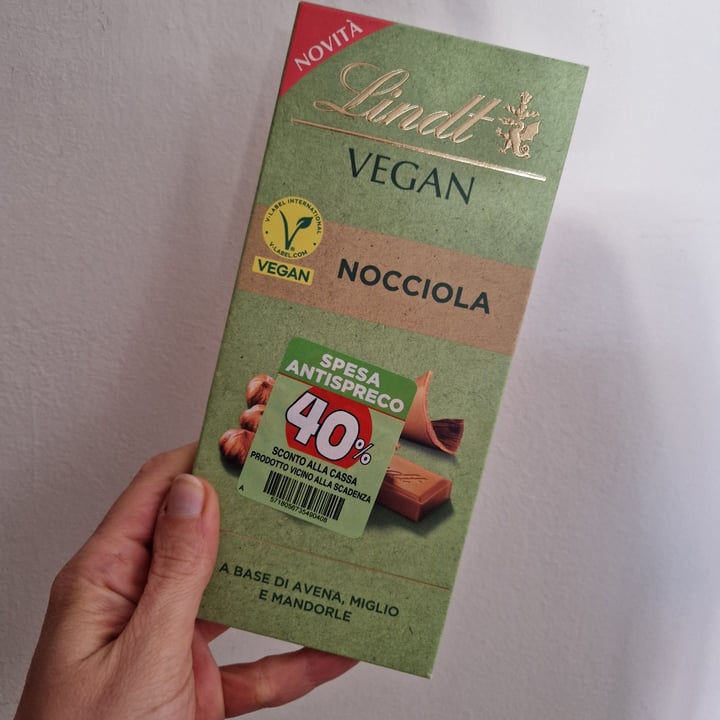 NOVITÀ
Lindt
VEGAN
V-LABEL INTERNATIONAL
V-LABEL.COM
VEGAN
NOCCIOLA
SPESA
ANTISPRECO
40%
SCONTO ALLA CASSA
PRODOTTO VICINO ALLA SCADENZA
A
5718056735490408
A BASE DI AVENA, MIGLIO
E MANDORLE